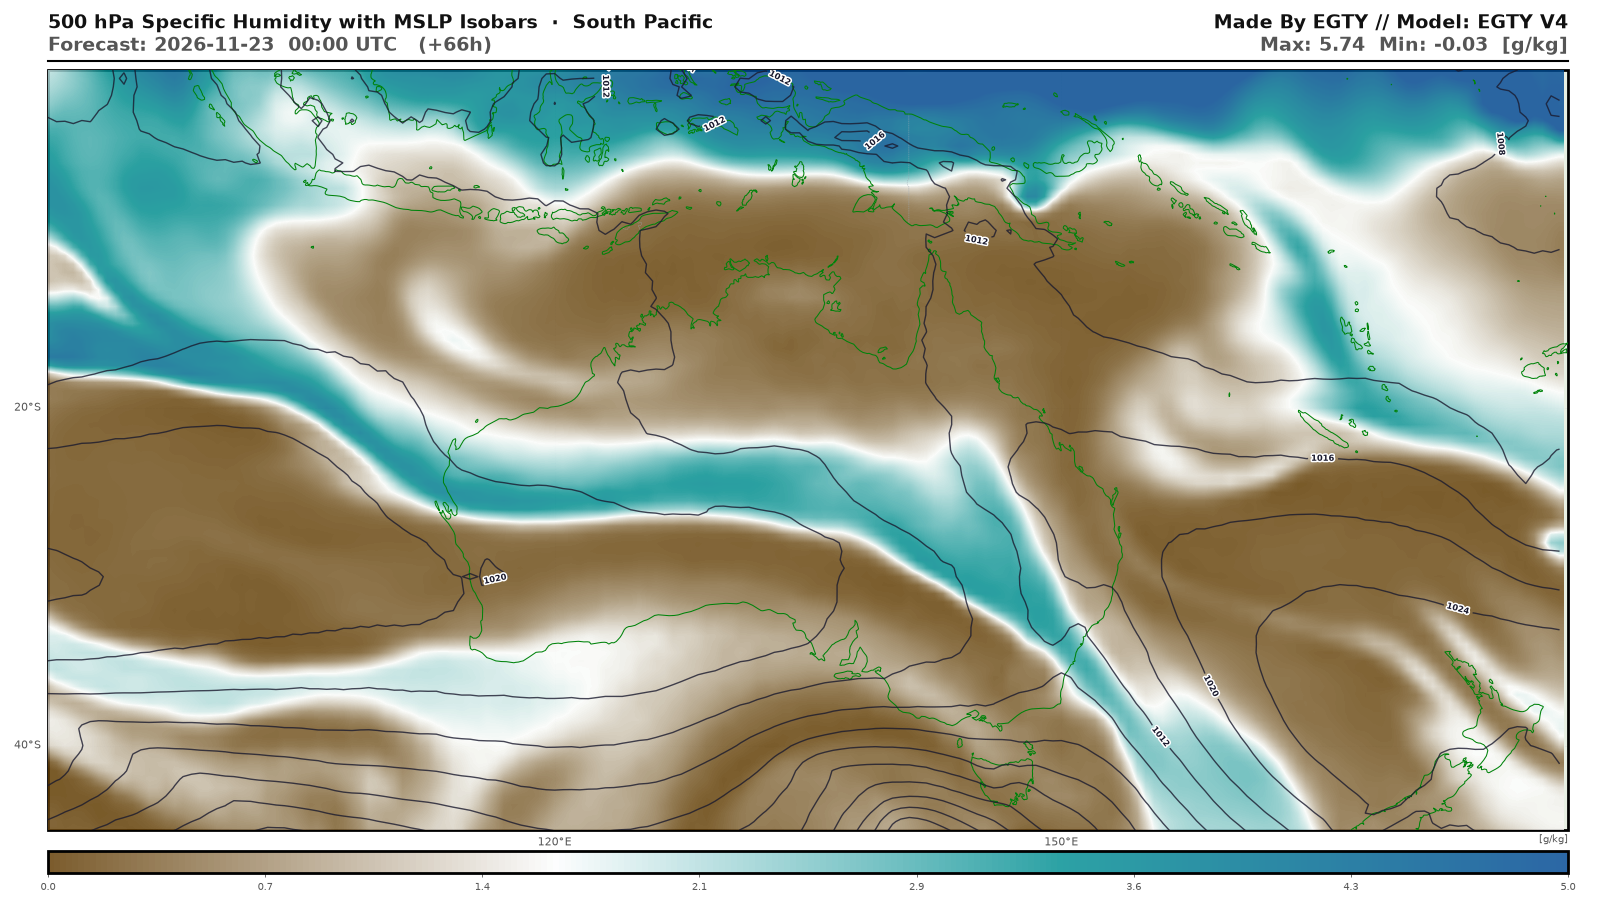 500 hPa Specific Humidity with MSLP Isobars · South Pacific
Made By EGTY // Model: EGTY V4
Forecast: 2026-11-23 00:00 UTC (+66h)
Max: 5.74 Min: -0.03 [g/kg]
1012
1012
1012
1016
1008
1012
20°S
1016
1020
1024
1020
1012
40°S
120°E
150°E
[g/kg]
0.0
0.7
1.4
2.1
2.9
3.6
4.3
5.0